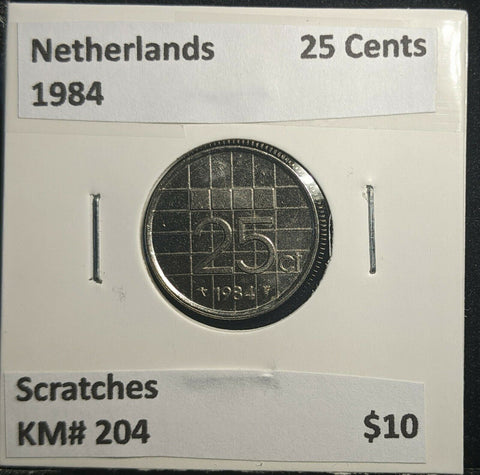 Netherlands 25 Cents
1984
25 ct
1984
Scratches
KM# 204 $10